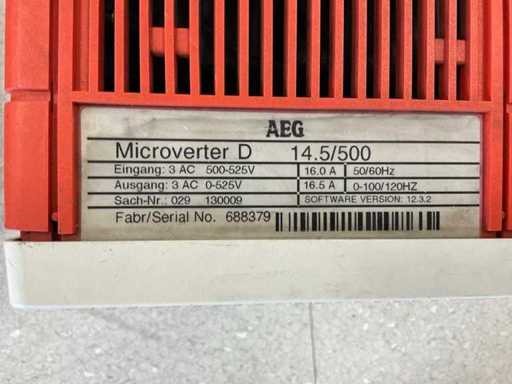 AEG
Microverter D 14.5/500
Eingang: 3 AC 500-525V 16.0 A 50/60Hz
Ausgang: 3 AC 0-525V 16.5 A 0-100/120HZ
Sach-Nr.: 029 130009 SOFTWARE VERSION: 12.3.2
Fabr/Serial No. 688379